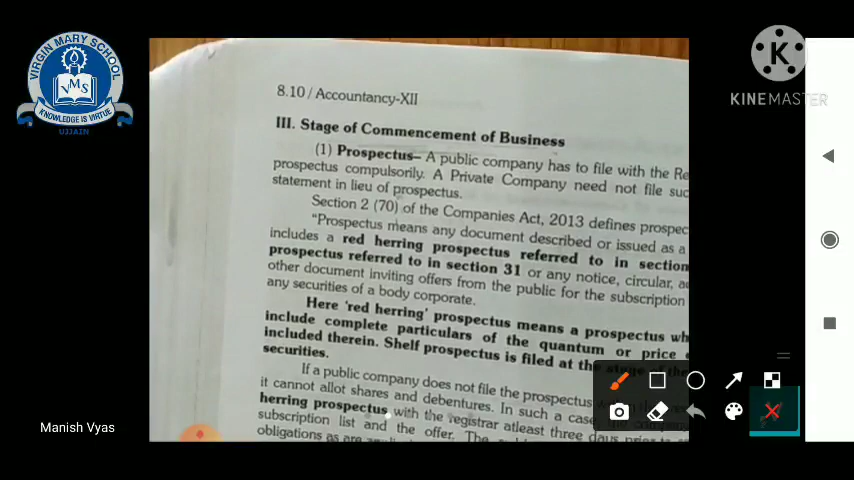 VIRGIN MARY SCHOOL
VMS
KNOWLEDGE IS VIRTUE
UJJAIN
K
KINEMASTER
8.10 / Accountancy-XII
III. Stage of Commencement of Business
(1) Prospectus– A public company has to file with the Re
prospectus compulsorily. A Private Company need not file suc
statement in lieu of prospectus.
Section 2 (70) of the Companies Act, 2013 defines prospec
"Prospectus means any document described or issued as a
includes a red herring prospectus referred to in section
prospectus referred to in section 31 or any notice, circular, a
other document inviting offers from the public for the subscription
any securities of a body corporate.
Here 'red herring' prospectus means a prospectus wh
include complete particulars of the quantum or price
included therein. Shelf prospectus is filed at the stage of the
securities.
If a public company does not file the prospectus
it cannot allot shares and debentures. In such a case
herring prospectus with the registrar atleast three days prior to
subscription list and the offer. The
obligations as are
Manish Vyas